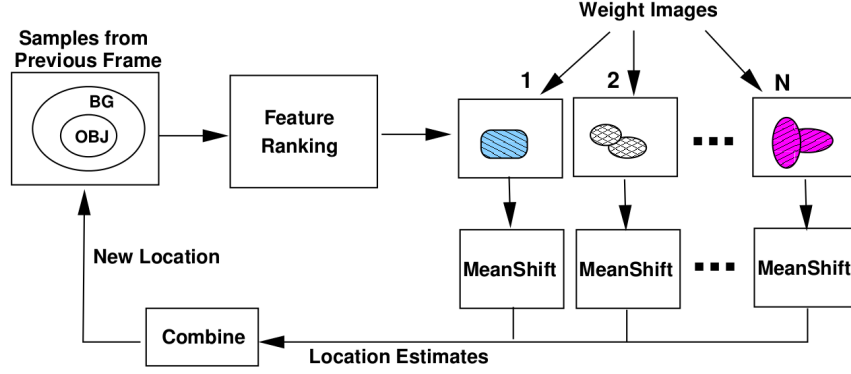 Weight Images
Samples from
Previous Frame
BG
OBJ
Feature
Ranking
1
2
N
MeanShift
MeanShift
MeanShift
New Location
Combine
Location Estimates